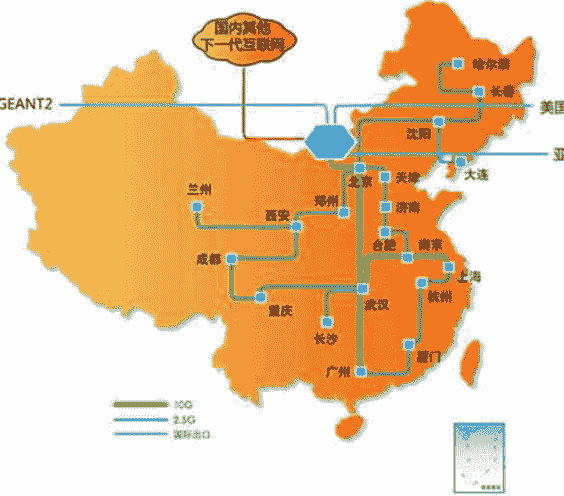 国内其他
下一代互联网
哈尔滨
长春
GEANT2
美国
沈阳
亚
北京
天津
大连
兰州
郑州
济南
西安
合肥
南京
成都
上海
杭州
重庆
武汉
长沙
厦门
广州
10G
2.5G
国际出口